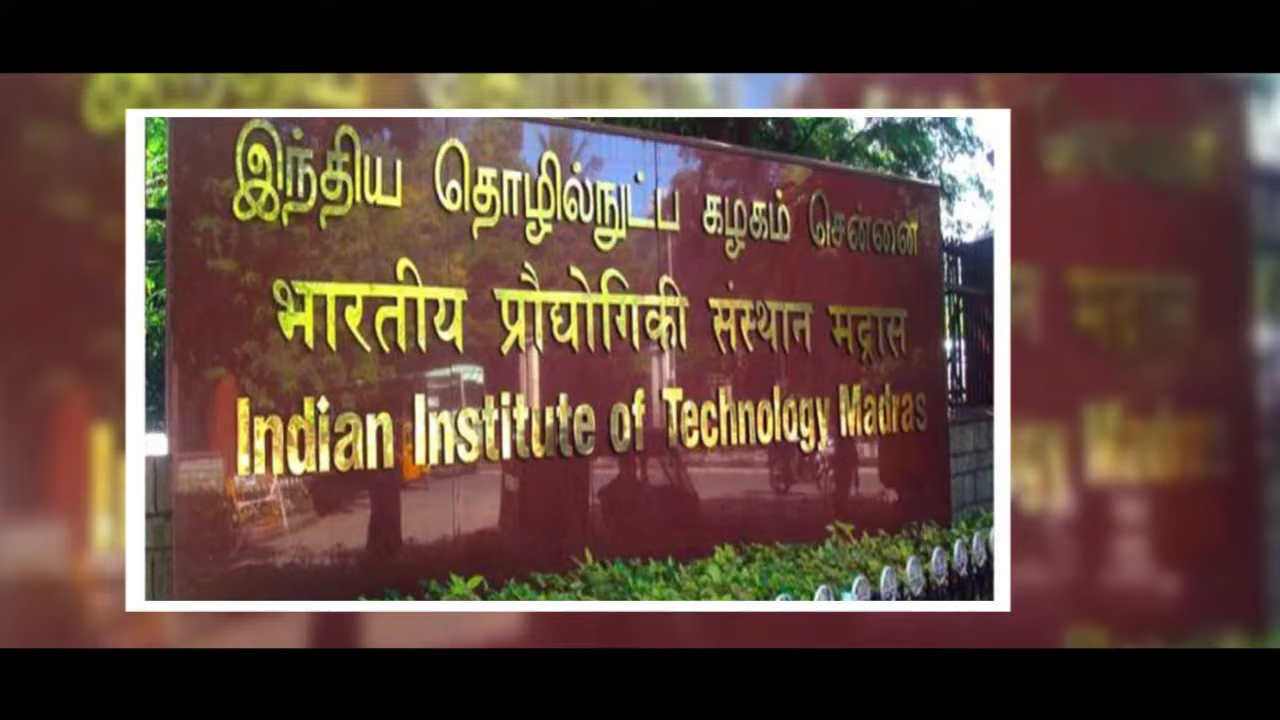 இந்திய தொழில்நுட்ப கழகம் சென்னை
भारतीय प्रौद्योगिकी संस्थान मद्रास
Indian Institute of Technology Madras